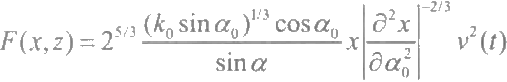 F(x, z) = 2^{5/3} \frac{(k_0 \sin \alpha_0)^{1/3} \cos \alpha_0}{\sin \alpha} x \left| \frac{\partial^2 x}{\partial \alpha_0^2} \right|^{-2/3} v^2(t)